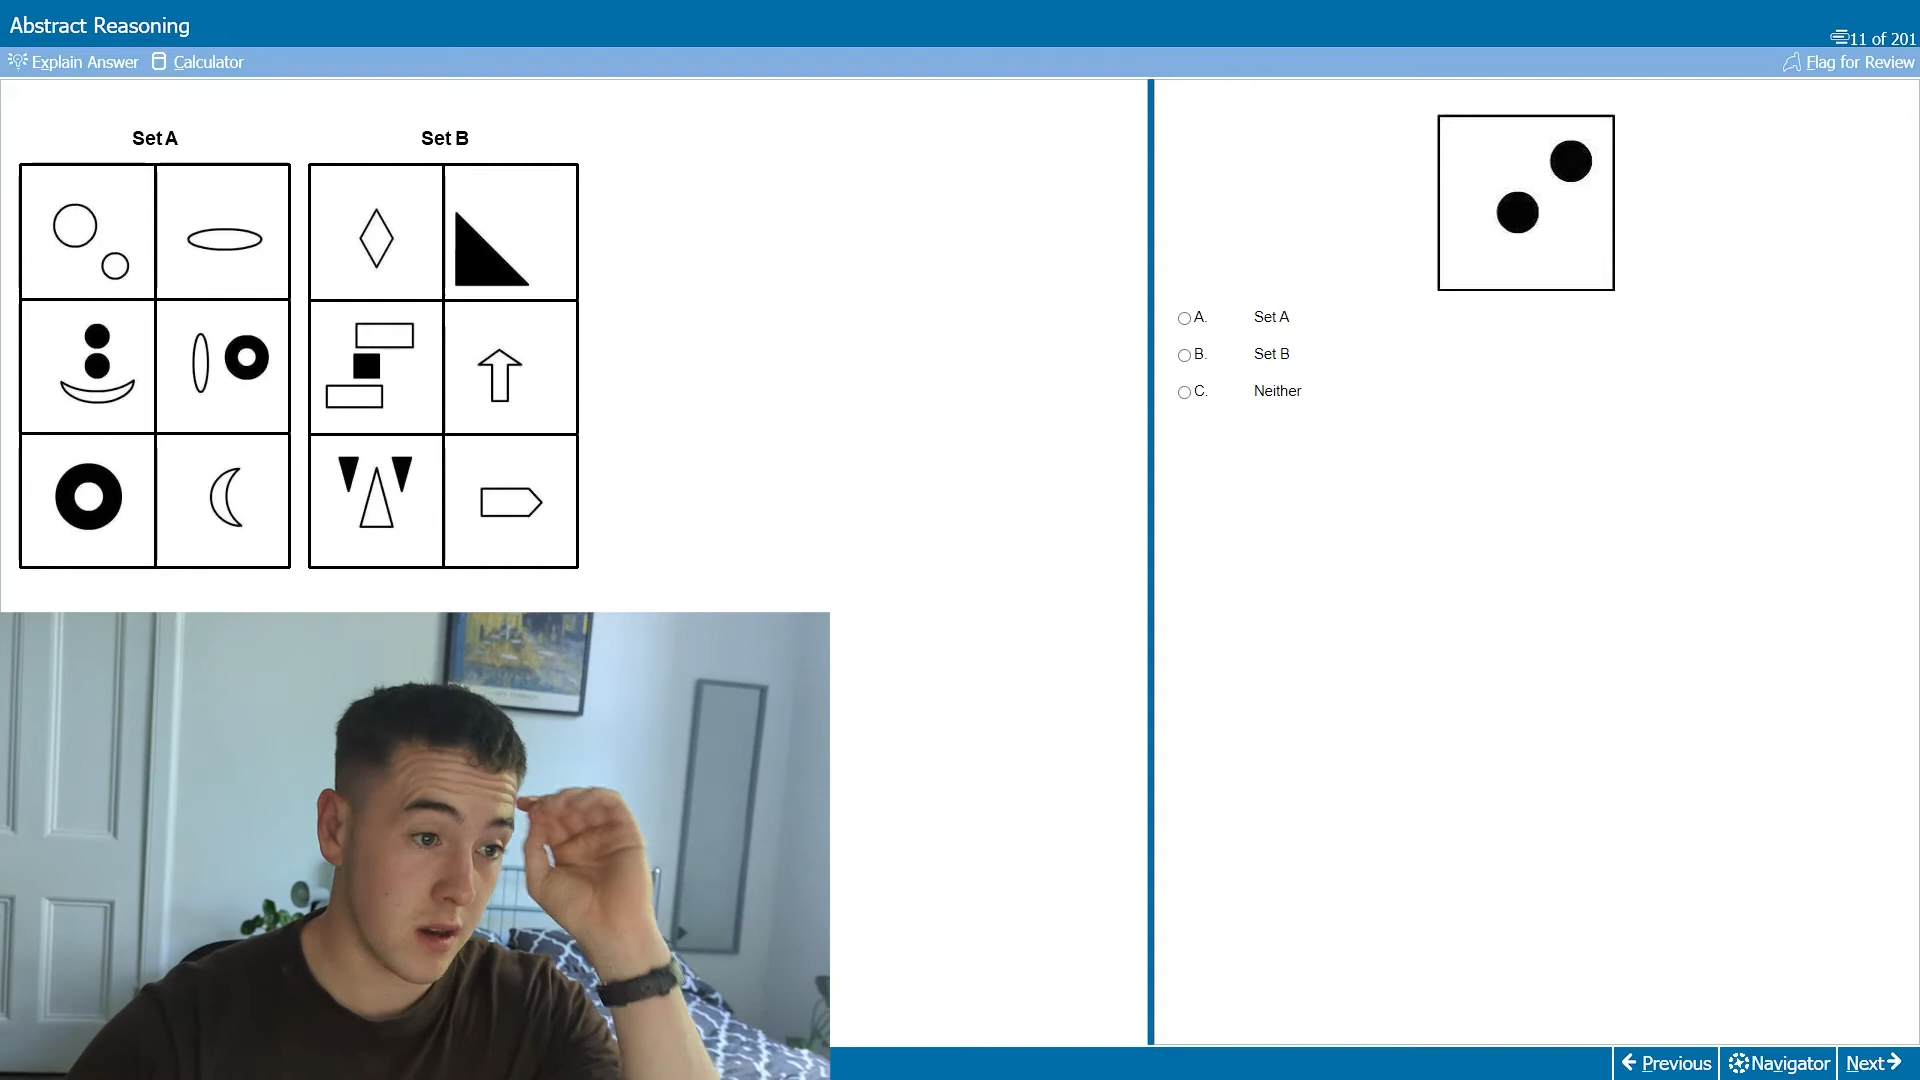 Abstract Reasoning
11 of 201
Explain Answer
Calculator
Flag for Review
Set A
Set B
A. Set A
B. Set B
C. Neither
Previous
Navigator
Next